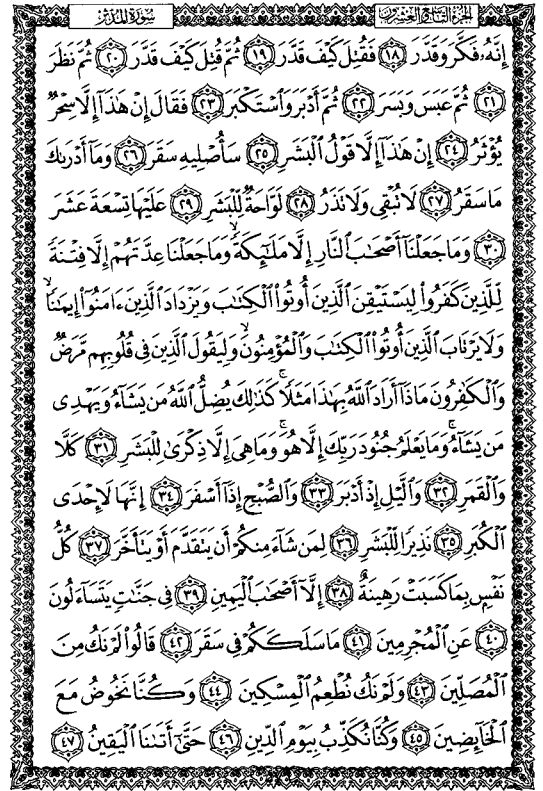 الجزء التاسع والعشرون
سورة المدثر
إِنَّهُۥ فَكَّرَ وَقَدَّرَ ١٨ فَقُتِلَ كَيْفَ قَدَّرَ ١٩ ثُمَّ قُتِلَ كَيْفَ قَدَّرَ ٢٠ ثُمَّ نَظَرَ
٢١ ثُمَّ عَبَسَ وَبَسَرَ ٢٢ ثُمَّ أَدْبَرَ وَٱسْتَكْبَرَ ٢٣ فَقَالَ إِنْ هَٰذَآ إِلَّا سِحْرٌ
يُؤْثَرُ ٢٤ إِنْ هَٰذَآ إِلَّا قَوْلُ ٱلْبَشَرِ ٢٥ سَأُصْلِيهِ سَقَرَ ٢٦ وَمَآ أَدْرَىٰكَ
مَا سَقَرُ ٢٧ لَا تُبْقِى وَلَا تَذَرُ ٢٨ لَوَّاحَةٌ لِّلْبَشَرِ ٢٩ عَلَيْهَا تِسْعَةَ عَشَرَ
٣٠ وَمَا جَعَلْنَآ أَصْحَٰبَ ٱلنَّارِ إِلَّا مَلَٰٓئِكَةً ۙ وَمَا جَعَلْنَا عِدَّتَهُمْ إِلَّا فِتْنَةً
لِّلَّذِينَ كَفَرُوا۟ لِيَسْتَيْقِنَ ٱلَّذِينَ أُوتُوا۟ ٱلْكِتَٰبَ وَيَزْدَادَ ٱلَّذِينَ ءَامَنُوٓا۟ إِيمَٰنًا ۙ
وَلَا يَرْتَابَ ٱلَّذِينَ أُوتُوا۟ ٱلْكِتَٰبَ وَٱلْمُؤْمِنُونَ ۙ وَلِيَقُولَ ٱلَّذِينَ فِى قُلُوبِهِم مَّرَضٌ
وَٱلْكَٰفِرُونَ مَاذَآ أَرَادَ ٱللَّهُ بِهَٰذَا مَثَلًا ۚ كَذَٰلِكَ يُضِلُّ ٱللَّهُ مَن يَشَآءُ وَيَهْدِى
مَن يَشَآءُ ۚ وَمَا يَعْلَمُ جُنُودَ رَبِّكَ إِلَّا هُوَ ۚ وَمَا هِىَ إِلَّا ذِكْرَىٰ لِلْبَشَرِ ٣١ كَلَّا
وَٱلْقَمَرِ ٣٢ وَٱلَّيْلِ إِذْ أَدْبَرَ ٣٣ وَٱلصُّبْحِ إِذَآ أَسْفَرَ ٣٤ إِنَّهَا لَإِحْدَى
ٱلْكُبَرِ ٣٥ نَذِيرًا لِّلْبَشَرِ ٣٦ لِمَن شَآءَ مِنكُمْ أَن يَتَقَدَّمَ أَوْ يَتَأَخَّرَ ٣٧ كُلُّ
نَفْسٍۭ بِمَا كَسَبَتْ رَهِينَةٌ ٣٨ إِلَّآ أَصْحَٰبَ ٱلْيَمِينِ ٣٩ فِى جَنَّٰتٍ يَتَسَآءَلُونَ
٤٠ عَنِ ٱلْمُجْرِمِينَ ٤١ مَا سَلَكَكُمْ فِى سَقَرَ ٤٢ قَالُوا۟ لَمْ نَكُ مِنَ
ٱلْمُصَلِّينَ ٤٣ وَلَمْ نَكُ نُطْعِمُ ٱلْمِسْكِينَ ٤٤ وَكُنَّا نَخُوضُ مَعَ
ٱلْخَآئِضِينَ ٤٥ وَكُنَّا نُكَذِّبُ بِيَوْمِ ٱلدِّينِ ٤٦ حَتَّىٰٓ أَتَىٰنَا ٱلْيَقِينُ ٤٧